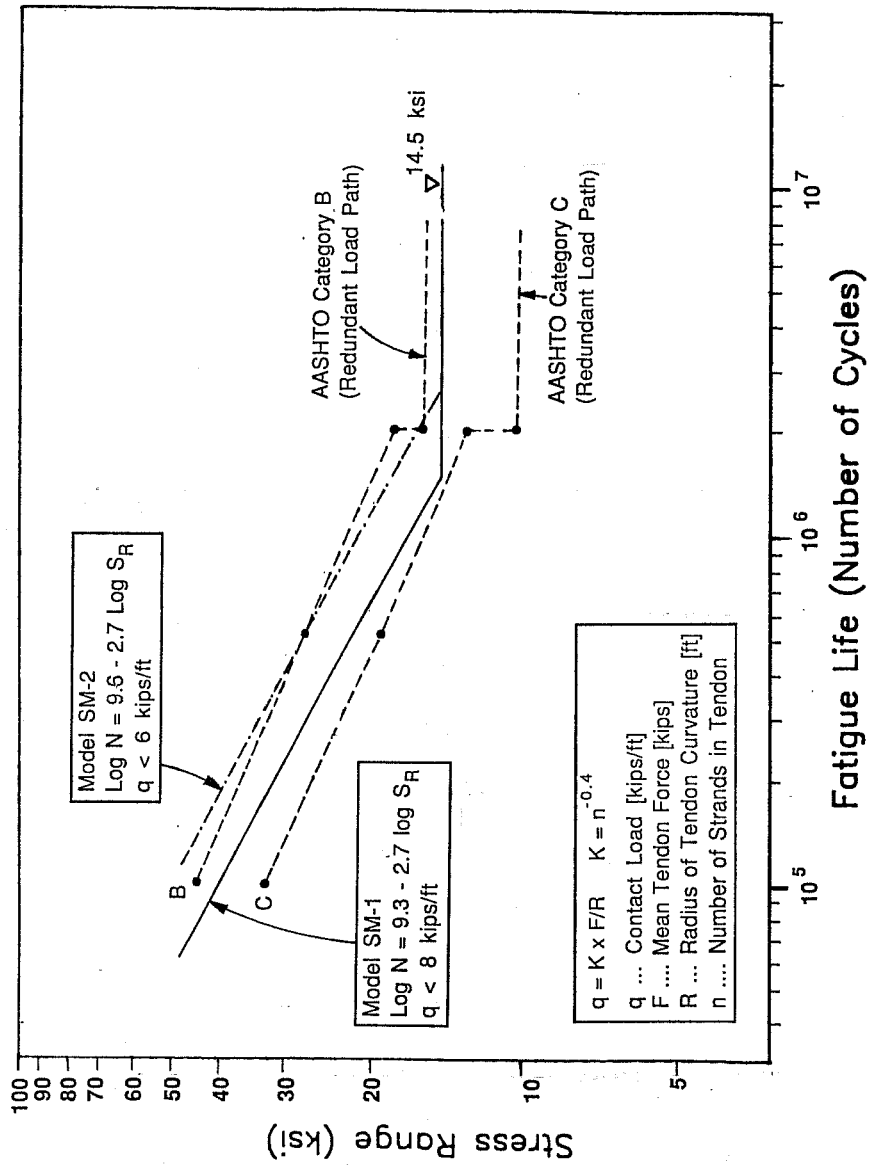 Stress Range (ksi)
100
90
80
70
60
50
40
30
20
10
5
Model SM-2
Log N = 9.6 - 2.7 Log SR
q < 6 kips/ft
B
C
Model SM-1
Log N = 9.3 - 2.7 log SR
q < 8 kips/ft
AASHTO Category B
(Redundant Load Path)
14.5 ksi
AASHTO Category C
(Redundant Load Path)
q = K x F/R K = n-0.4
q ... Contact Load [kips/ft]
F .... Mean Tendon Force [kips]
R ... Radius of Tendon Curvature [ft]
n .... Number of Strands in Tendon
10^5
10^6
10^7
Fatigue Life (Number of Cycles)